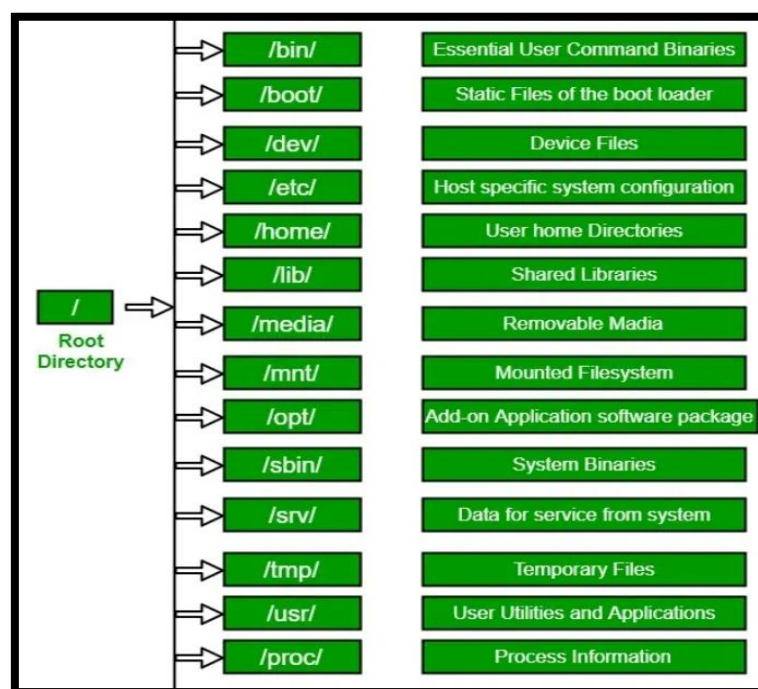 /bin/ Essential User Command Binaries
/boot/ Static Files of the boot loader
/dev/ Device Files
/etc/ Host specific system configuration
/home/ User home Directories
/lib/ Shared Libraries
/
Root
Directory
/media/ Removable Madia
/mnt/ Mounted Filesystem
/opt/ Add-on Application software package
/sbin/ System Binaries
/srv/ Data for service from system
/tmp/ Temporary Files
/usr/ User Utilities and Applications
/proc/ Process Information